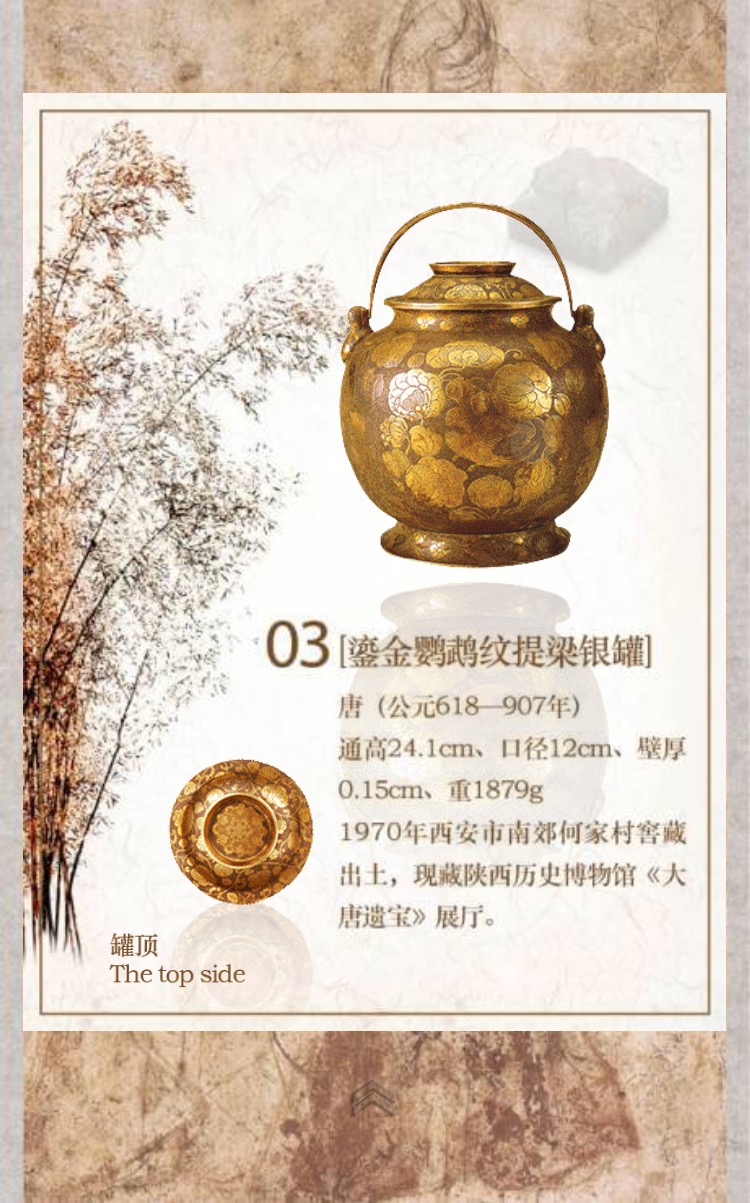 03 [鎏金鹦鹉纹提梁银罐]
唐（公元618—907年）
通高24.1cm、口径12cm、壁厚
0.15cm、重1879g
1970年西安市南郊何家村窖藏
出土，现藏陕西历史博物馆《大
唐遗宝》展厅。
罐顶
The top side